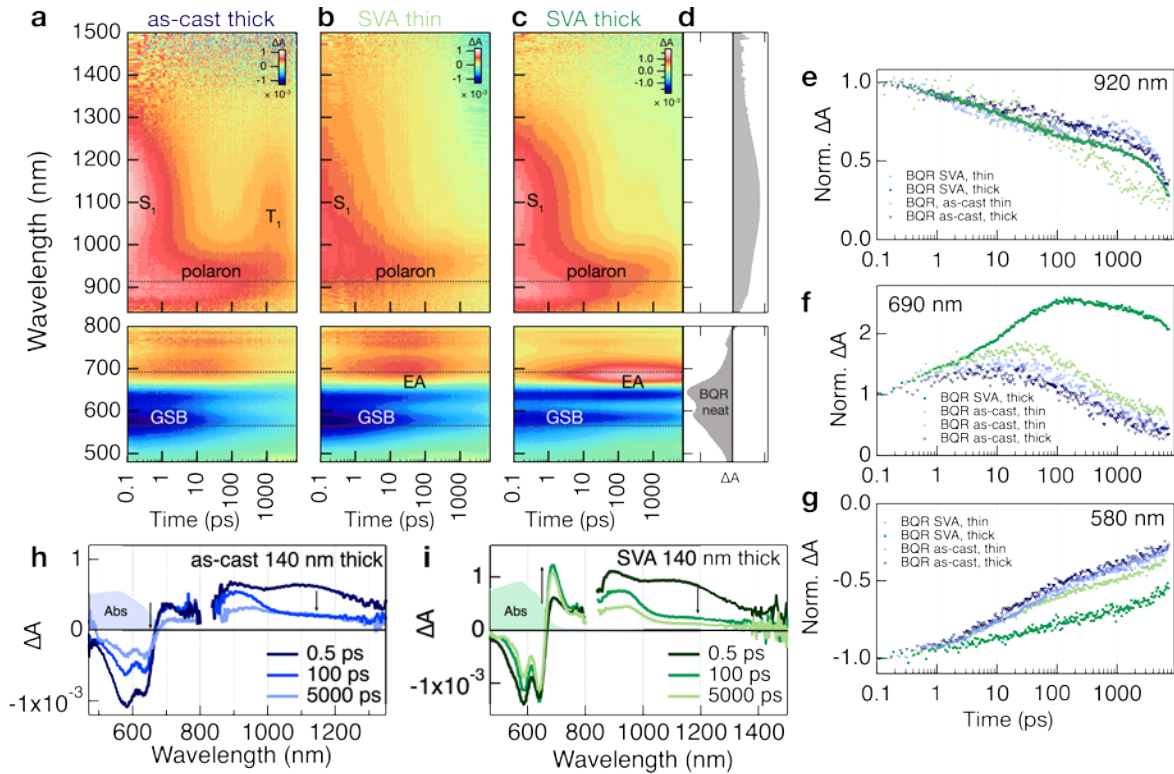 a as-cast thick b SVA thin c SVA thick d
Wavelength (nm)
1500
1400
1300
1200
1100
1000
900
800
700
600
500
ΔA
1
0
-1
× 10⁻³
S₁
T₁
polaron
GSB
0.1
1
10
100
1000
Time (ps)
ΔA
1
0
-1
× 10⁻³
S₁
polaron
EA
GSB
0.1
1
10
100
1000
Time (ps)
ΔA
1.0
0.0
-1.0
× 10⁻³
S₁
polaron
EA
GSB
0.1
1
10
100
1000
Time (ps)
BQR
neat
ΔA
e
920 nm
Norm. ΔA
1.0
0.5
0.0
BQR SVA, thin
BQR SVA, thick
BQR, as-cast thin
BQR as-cast, thick
0.1 1 10 100 1000
f
690 nm
Norm. ΔA
2
1
0
BQR SVA, thick
BQR as-cast, thin
BQR as-cast, thin
BQR as-cast, thick
0.1 1 10 100 1000
g
580 nm
Norm. ΔA
0.0
-0.5
-1.0
BQR SVA, thin
BQR SVA, thick
BQR as-cast, thin
BQR as-cast, thick
0.1 1 10 100 1000
Time (ps)
h
as-cast 140 nm thick
ΔA
1
0
-1x10⁻³
Abs
0.5 ps
100 ps
5000 ps
600 800 1000 1200
Wavelength (nm)
i
SVA 140 nm thick
ΔA
1
0
-1x10⁻³
Abs
0.5 ps
100 ps
5000 ps
600 800 1000 1200 1400
Wavelength (nm)